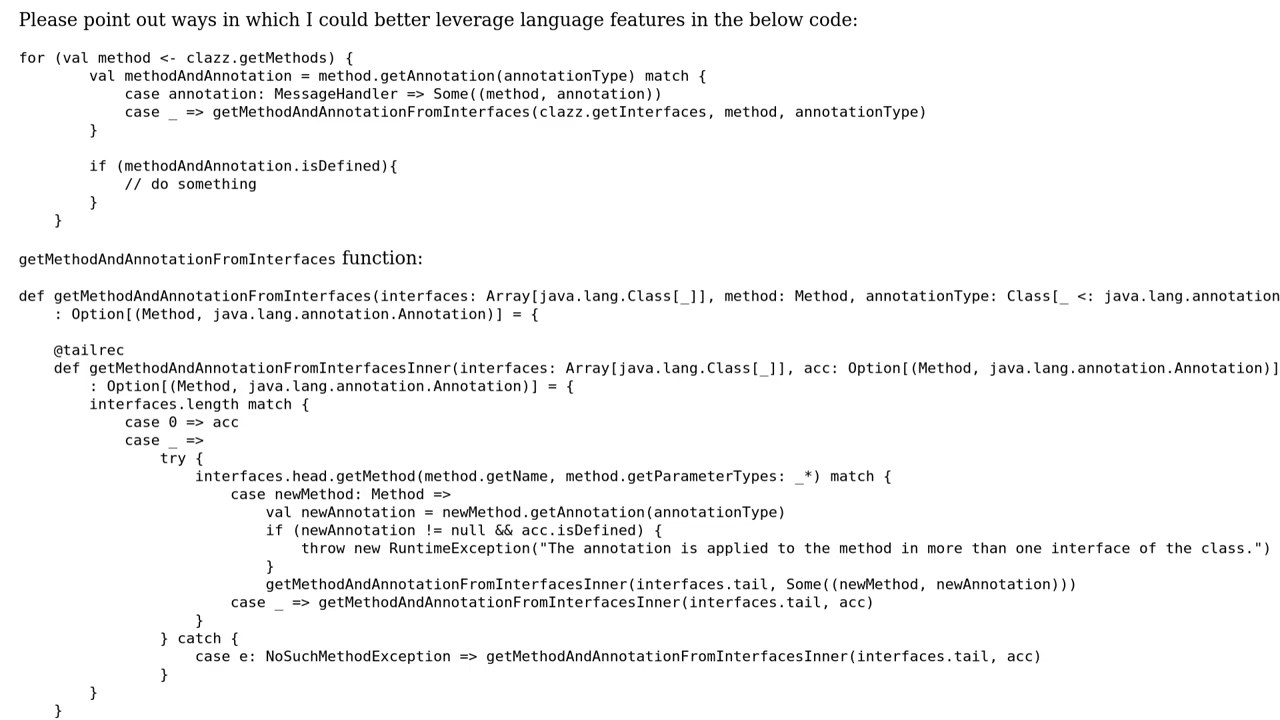 Please point out ways in which I could better leverage language features in the below code:
for (val method <- clazz.getMethods) {
        val methodAndAnnotation = method.getAnnotation(annotationType) match {
            case annotation: MessageHandler => Some((method, annotation))
            case _ => getMethodAndAnnotationFromInterfaces(clazz.getInterfaces, method, annotationType)
        }

        if (methodAndAnnotation.isDefined){
            // do something
        }
    }
getMethodAndAnnotationFromInterfaces function:
def getMethodAndAnnotationFromInterfaces(interfaces: Array[java.lang.Class[_]], method: Method, annotationType: Class[_ <: java.lang.annotation
    : Option[(Method, java.lang.annotation.Annotation)] = {

    @tailrec
    def getMethodAndAnnotationFromInterfacesInner(interfaces: Array[java.lang.Class[_]], acc: Option[(Method, java.lang.annotation.Annotation)]
        : Option[(Method, java.lang.annotation.Annotation)] = {
        interfaces.length match {
            case 0 => acc
            case _ =>
                try {
                    interfaces.head.getMethod(method.getName, method.getParameterTypes: _*) match {
                        case newMethod: Method =>
                            val newAnnotation = newMethod.getAnnotation(annotationType)
                            if (newAnnotation != null && acc.isDefined) {
                                throw new RuntimeException("The annotation is applied to the method in more than one interface of the class.")
                            }
                            getMethodAndAnnotationFromInterfacesInner(interfaces.tail, Some((newMethod, newAnnotation)))
                        case _ => getMethodAndAnnotationFromInterfacesInner(interfaces.tail, acc)
                    }
                } catch {
                    case e: NoSuchMethodException => getMethodAndAnnotationFromInterfacesInner(interfaces.tail, acc)
                }
        }
    }